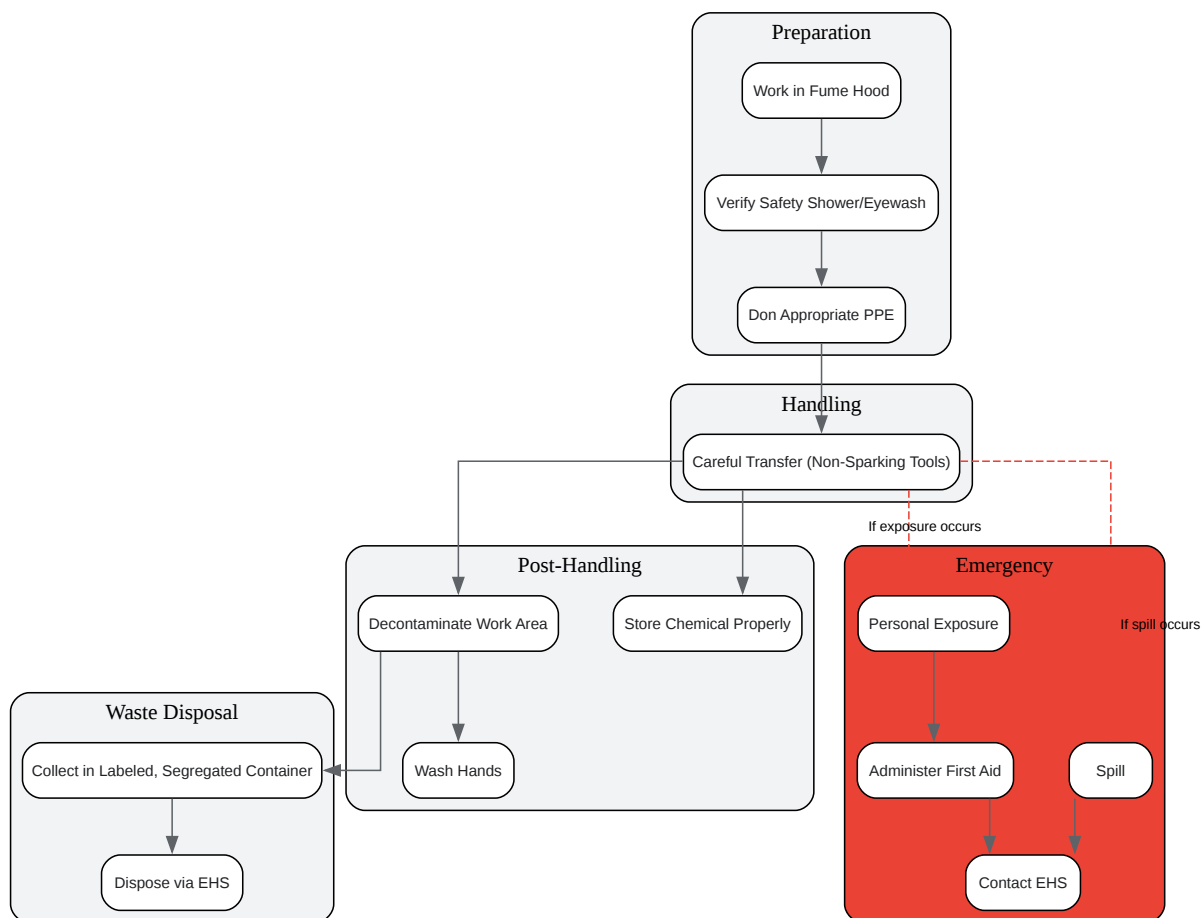 Preparation
Work in Fume Hood
Verify Safety Shower/Eyewash
Don Appropriate PPE
Handling
Careful Transfer (Non-Sparking Tools)
If exposure occurs
Post-Handling
Emergency
Decontaminate Work Area
Store Chemical Properly
Personal Exposure
If spill occurs
Waste Disposal
Collect in Labeled, Segregated Container
Wash Hands
Administer First Aid
Spill
Dispose via EHS
Contact EHS